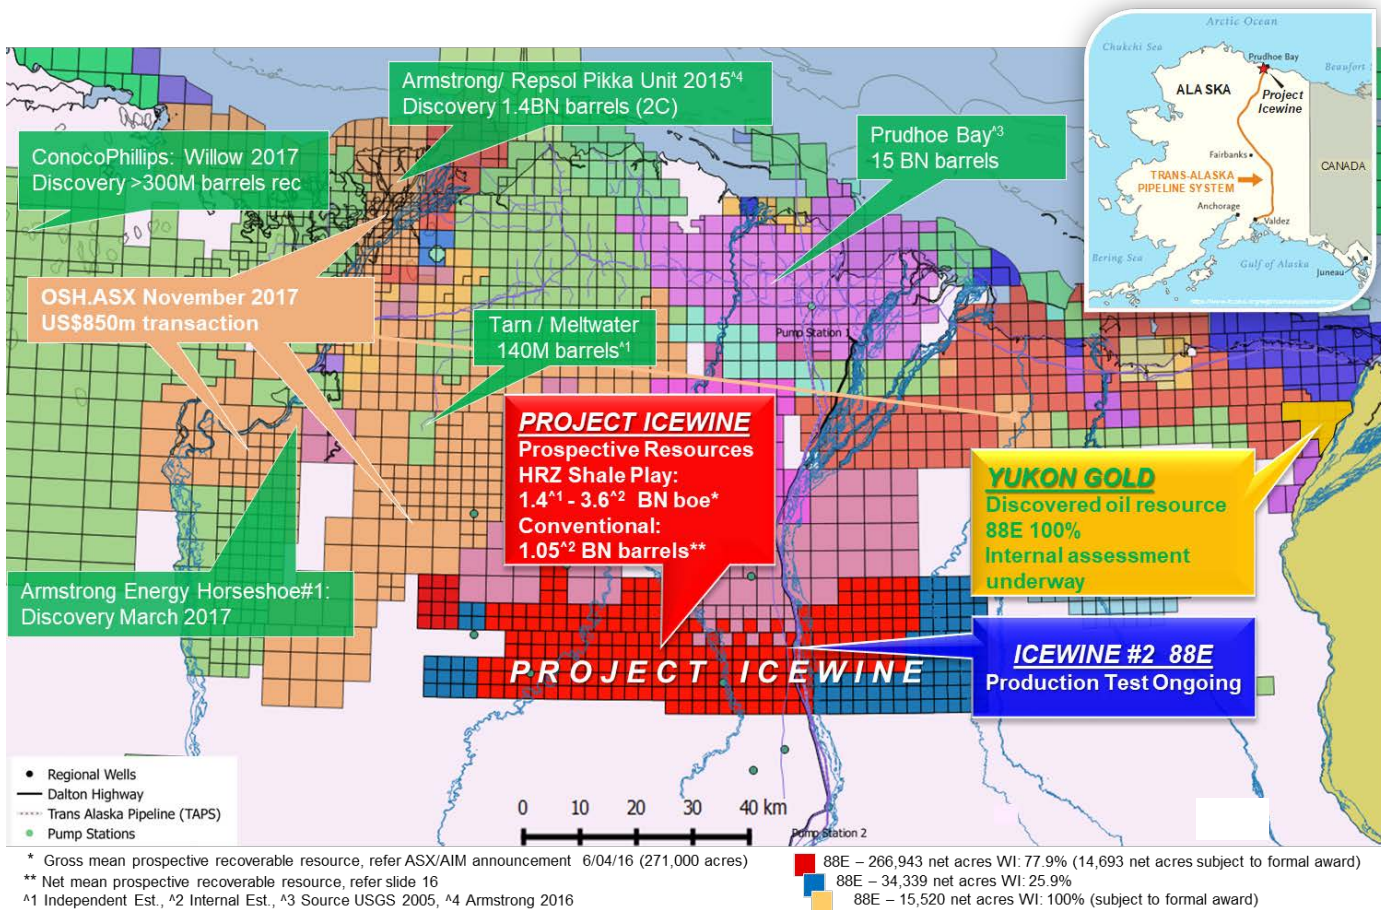 Arctic Ocean
Chukchi Sea
Prudhoe Bay
Beaufort
ALASKA
Project
Icewine
Fairbanks
CANADA
TRANS-ALASKA
PIPELINE SYSTEM
Anchorage
Valdez
Bering Sea
Gulf of Alaska
Juneau
Armstrong/ Repsol Pikka Unit 2015^4
Discovery 1.4BN barrels (2C)
Prudhoe Bay^3
15 BN barrels
ConocoPhillips: Willow 2017
Discovery >300M barrels rec
OSH.ASX November 2017
US$850m transaction
Tarn / Meltwater
140M barrels^1
Pump Station 1
PROJECT ICEWINE
Prospective Resources
HRZ Shale Play:
1.4^1 - 3.6^2 BN boe*
Conventional:
1.05^2 BN barrels**
YUKON GOLD
Discovered oil resource
88E 100%
Internal assessment
underway
Armstrong Energy Horseshoe#1:
Discovery March 2017
ICEWINE #2 88E
Production Test Ongoing
PROJECT ICEWINE
Regional Wells
Dalton Highway
Trans Alaska Pipeline (TAPS)
Pump Stations
0 10 20 30 40 km
Pump Station 2
* Gross mean prospective recoverable resource, refer ASX/AIM announcement 6/04/16 (271,000 acres)
** Net mean prospective recoverable resource, refer slide 16
^1 Independent Est., ^2 Internal Est., ^3 Source USGS 2005, ^4 Armstrong 2016
88E – 266,943 net acres WI: 77.9% (14,693 net acres subject to formal award)
88E – 34,339 net acres WI: 25.9%
88E – 15,520 net acres WI: 100% (subject to formal award)